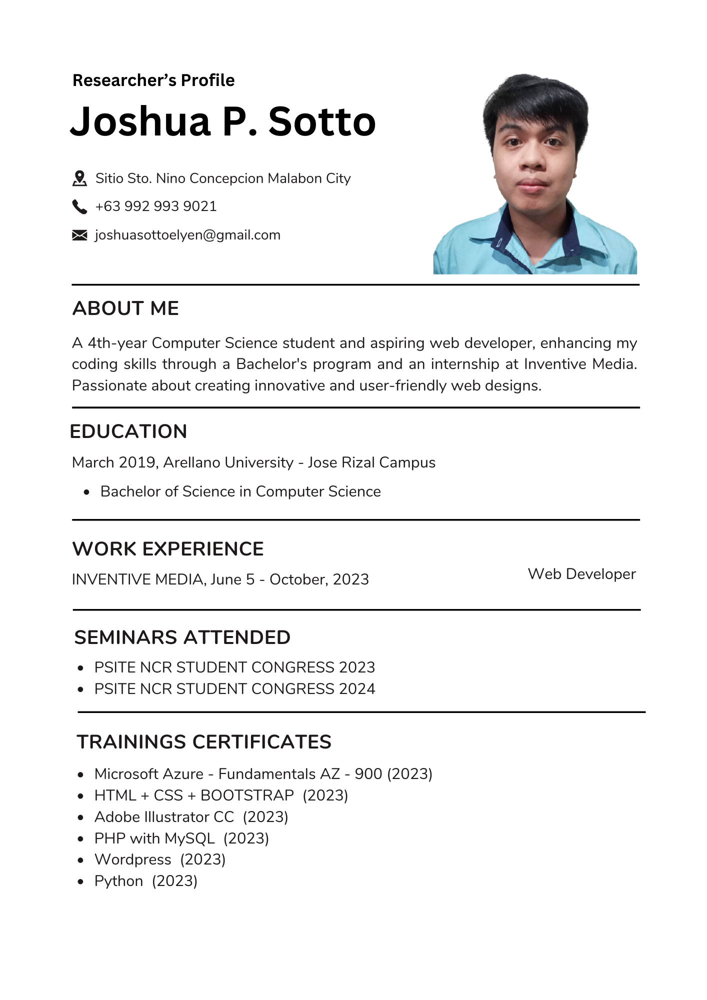 Researcher’s Profile
Joshua P. Sotto
Sitio Sto. Nino Concepcion Malabon City
+63 992 993 9021
joshuasottoelyen@gmail.com
ABOUT ME
A 4th-year Computer Science student and aspiring web developer, enhancing my
coding skills through a Bachelor's program and an internship at Inventive Media.
Passionate about creating innovative and user-friendly web designs.
EDUCATION
March 2019, Arellano University - Jose Rizal Campus
• Bachelor of Science in Computer Science
WORK EXPERIENCE
INVENTIVE MEDIA, June 5 - October, 2023
Web Developer
SEMINARS ATTENDED
• PSITE NCR STUDENT CONGRESS 2023
• PSITE NCR STUDENT CONGRESS 2024
TRAININGS CERTIFICATES
• Microsoft Azure - Fundamentals AZ - 900 (2023)
• HTML + CSS + BOOTSTRAP (2023)
• Adobe Illustrator CC (2023)
• PHP with MySQL (2023)
• Wordpress (2023)
• Python (2023)